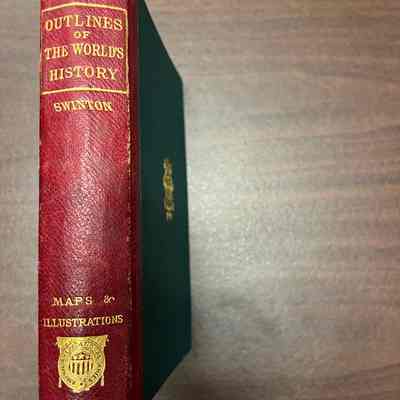 OUTLINES
OF
THE WORLD'S
HISTORY
SWINTON
MAPS &
ILLUSTRATIONS